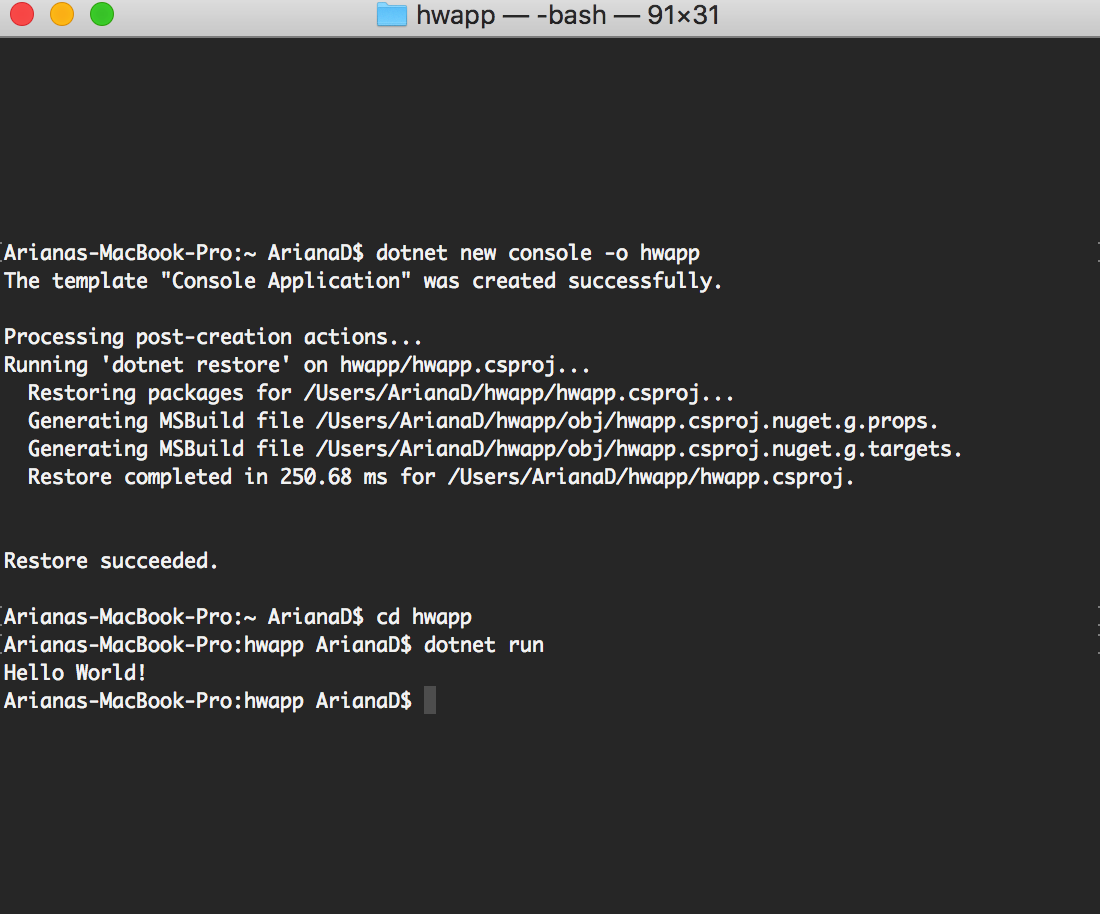 hwapp — -bash — 91×31
Arianas-MacBook-Pro:~ ArianaD$ dotnet new console -o hwapp
The template "Console Application" was created successfully.
Processing post-creation actions...
Running 'dotnet restore' on hwapp/hwapp.csproj...
  Restoring packages for /Users/ArianaD/hwapp/hwapp.csproj...
  Generating MSBuild file /Users/ArianaD/hwapp/obj/hwapp.csproj.nuget.g.props.
  Generating MSBuild file /Users/ArianaD/hwapp/obj/hwapp.csproj.nuget.g.targets.
  Restore completed in 250.68 ms for /Users/ArianaD/hwapp/hwapp.csproj.
Restore succeeded.
Arianas-MacBook-Pro:~ ArianaD$ cd hwapp
Arianas-MacBook-Pro:hwapp ArianaD$ dotnet run
Hello World!
Arianas-MacBook-Pro:hwapp ArianaD$